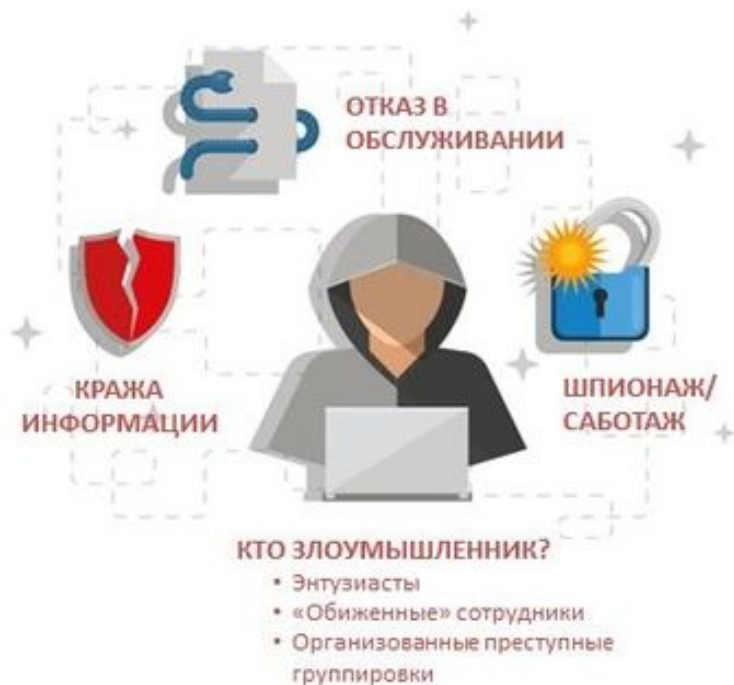 ОТКАЗ В
ОБСЛУЖИВАНИИ
КРАЖА
ИНФОРМАЦИИ
ШПИОНАЖ/
САБОТАЖ
КТО ЗЛОУМЫШЛЕННИК?
• Энтузиасты
• «Обиженные» сотрудники
• Организованные преступные
группировки